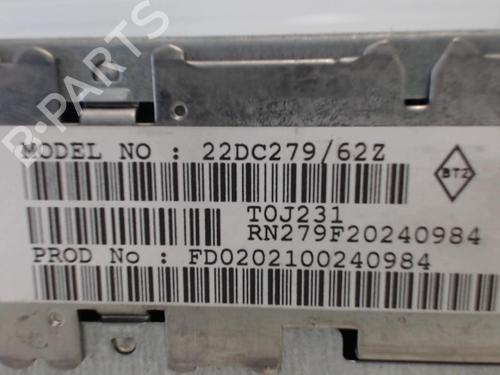 B-PARTS
MODEL NO : 22DC279/62Z
BTZ
T0J231
RN279F20240984
PROD No : FD0202100240984